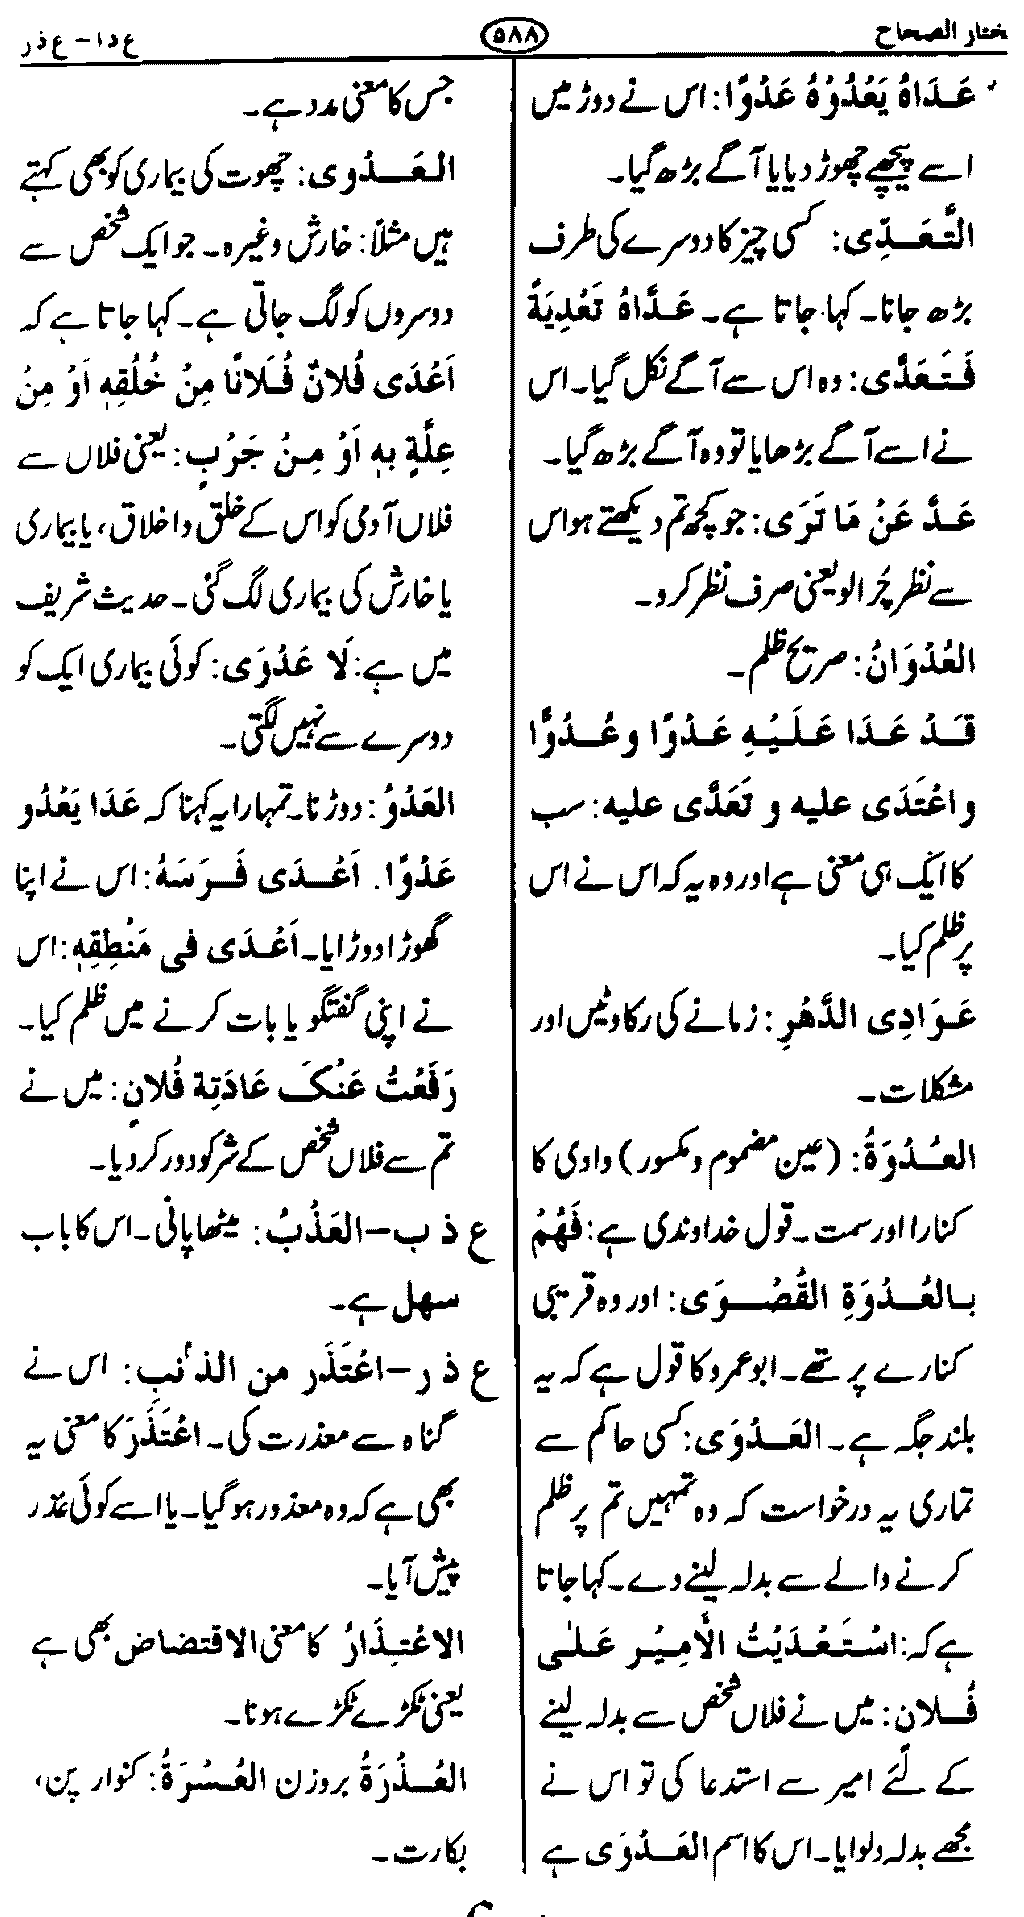 ختار الصحاح
۵۸۸
ع د ا – ع ذ ر
عَدَاهُ يَعْدُوْهُ عَدْوًا: اس نے دوڑ میں
اسے پیچھے چھوڑ دیا یا آگے بڑھ گیا۔
التَّعَدِّی: کسی چیز کا دوسرے کی طرف
بڑھ جانا۔ کہا جاتا ہے۔ عَدَّاهُ تَعْدِيَةً
فَتَعَدَّى: وہ اس سے آگے نکل گیا۔ اس
نے اسے آگے بڑھایا تو وہ آگے بڑھ گیا۔
عَدِّ عَنْ مَا تَرَى: جو کچھ تم دیکھتے ہو اس
سے نظر چُرا لو یعنی صرف نظر کرو۔
العُدْوَانُ: صریح ظلم۔
قَدْ عَدَا عَلَيْهِ عَدْوًا و عُدُوًّا
و اعْتَدَى عليه و تَعَدَّى عليه: سب
کا ایک ہی معنی ہے اور وہ یہ کہ اس نے اس
پر ظلم کیا۔
عَوَادِى الدَّهْرِ: زمانے کی رکاوٹیں اور
مشکلات۔
العُدْوَةُ: (عین مضموم و مکسور) وادی کا
کنارا اور سمت۔ قول خداوندی ہے: فَهُمْ
بِالعُدْوَةِ القُصْوَى: اور وہ قریبی
کنارے پر تھے۔ ابوعمرو کا قول ہے کہ یہ
بلند جگہ ہے۔ العَدْوَى: کسی حاکم سے
تماری یہ درخواست کہ وہ تمہیں تم پر ظلم
کرنے والے سے بدلہ لینے دے۔ کہا جاتا
ہے کہ: اسْتَعْدَيْتُ الْأَمِيْر عَلٰى
فُلان: میں نے فلاں شخص سے بدلہ لینے
کے لئے امیر سے استدعا کی تو اس نے
مجھے بدلہ دلوایا۔ اس کا اسم العَدْوَى ہے
جس کا معنی مدد ہے۔
العَدْوى: چھوت کی بیماری کو بھی کہتے
ہیں مثلاً: خارش وغیرہ۔ جو ایک شخص سے
دوسروں کو لگ جاتی ہے۔ کہا جاتا ہے کہ
اَعْدَى فُلانٌ فُلانًا مِنْ خُلُقِهٖ اَوْ مِنْ
عِلَّةٍ بِهٖ اَوْ مِنْ جَرْبٍ: یعنی فلاں سے
فلاں آدمی کو اس کے خلق و اخلاق، یا بیماری
یا خارش کی بیماری لگ گئی۔ حدیث شریف
میں ہے: لَا عَدْوَى: کوئی بیماری ایک کو
دوسرے سے نہیں لگتی۔
العَدْوُ: دوڑنا۔ تمہارا یہ کہنا کہ عَدَا يَعْدُو
عَدْوًا. اَعْدَى فَرَسَهُ: اس نے اپنا
گھوڑا دوڑایا۔ اَعْدَى فى مَنْطِقِهٖ: اس
نے اپنی گفتگو یا بات کرنے میں ظلم کیا۔
رَفَعْتُ عَنْكَ عَادَتِة فُلانٍ: میں نے
تم سے فلاں شخص کے شر کو دور کر دیا۔
ع ذ ب – العَذْبُ: میٹھا پانی۔ اس کا باب
سهل ہے۔
ع ذ ر – اعْتَذَر من الذنبِ: اس نے
گناہ سے معذرت کی۔ اعْتَذَرَ کا معنی یہ
بھی ہے کہ وہ معذور ہو گیا۔ یا اسے کوئی عذر
پیش آیا۔
الاعْتِذَارُ کا معنی الاقتضاض بھی ہے
یعنی ٹکڑے ٹکڑے ہونا۔
العُذْرَةُ بروزن العُسْرَةُ: کنوار پن،
بکارت۔